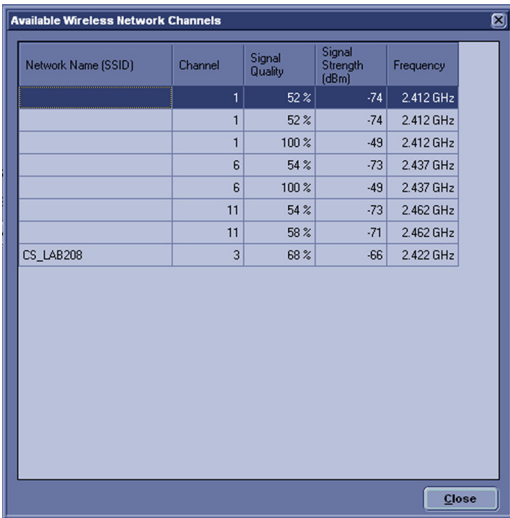 Available Wireless Network Channels
Network Name (SSID) Channel Signal Quality Signal Strength (dBm) Frequency
1 52 % -74 2.412 GHz
1 52 % -74 2.412 GHz
1 100 % -49 2.412 GHz
6 54 % -73 2.437 GHz
6 100 % -49 2.437 GHz
11 54 % -73 2.462 GHz
11 58 % -71 2.462 GHz
CS_LAB208 3 68 % -66 2.422 GHz
Close